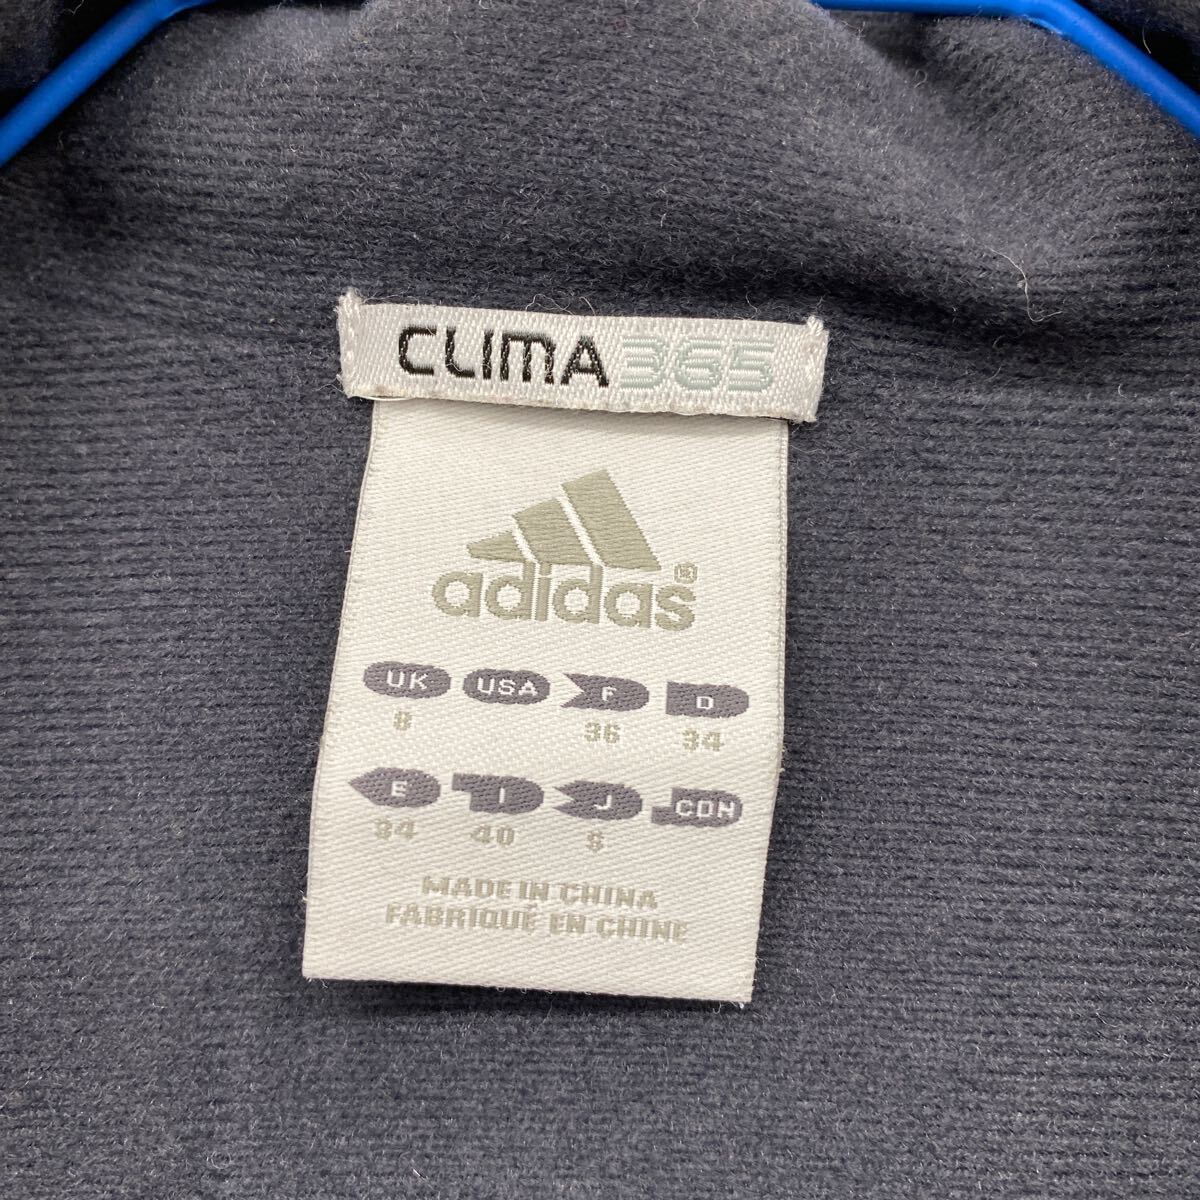 CLIMA365
adidas®
UK USA F D
8 36 34
E I J CDN
34 40 S
MADE IN CHINA
FABRIQUÉ EN CHINE